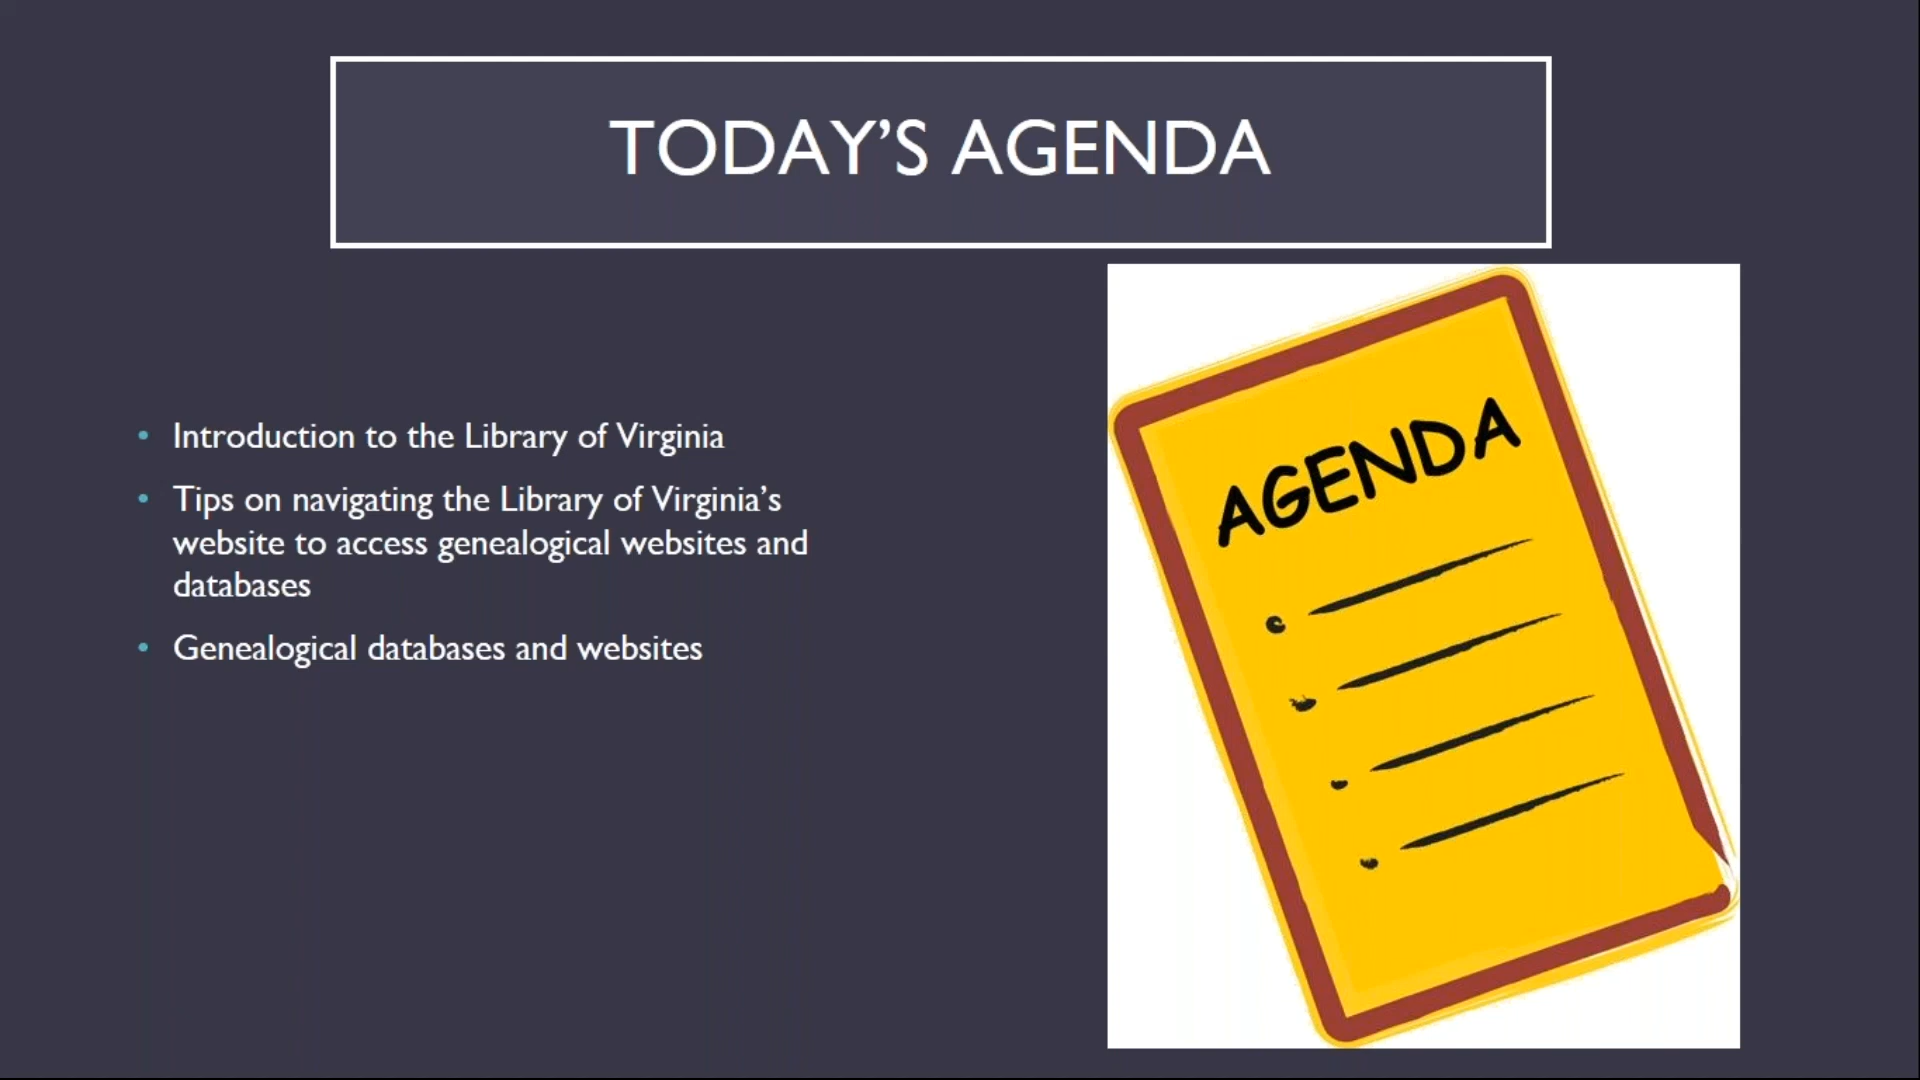 TODAY’S AGENDA
• Introduction to the Library of Virginia
• Tips on navigating the Library of Virginia’s
website to access genealogical websites and
databases
• Genealogical databases and websites
AGENDA